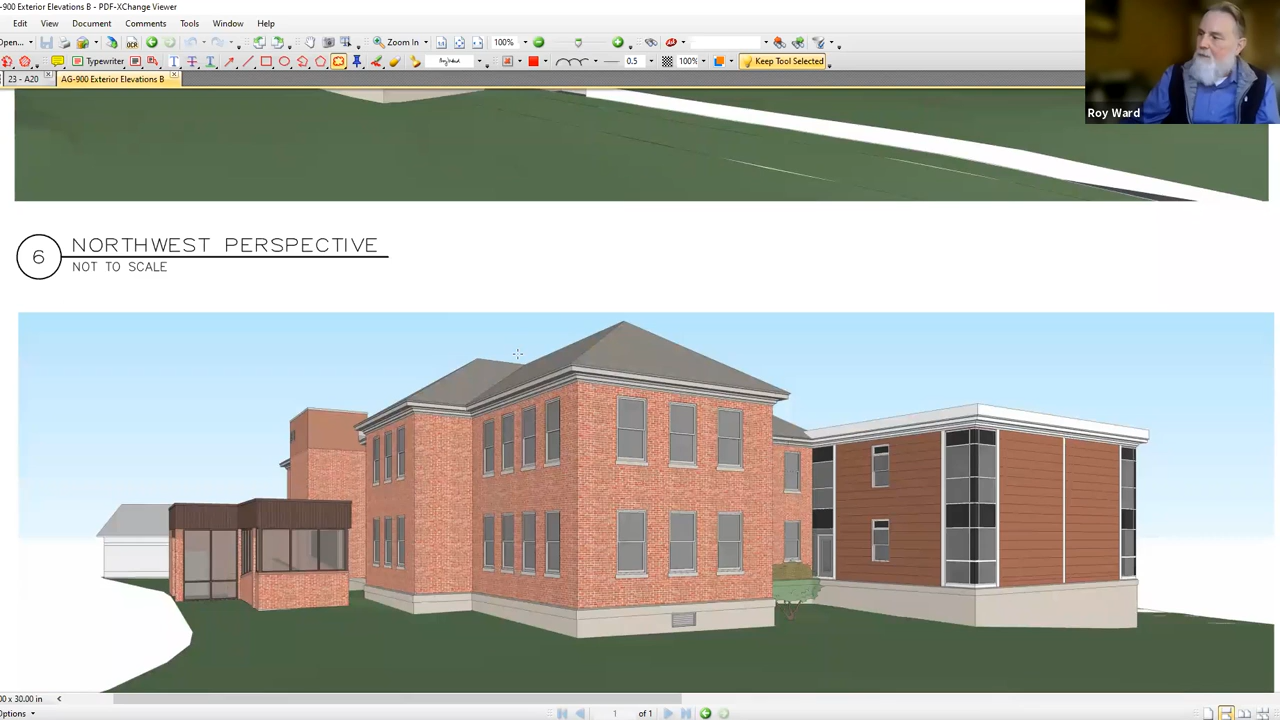 -900 Exterior Elevations B - PDF-XChange Viewer
Edit View Document Comments Tools Window Help
Open... OCR Zoom In 100%
Typewriter 0.5 100% Keep Tool Selected
23 - A20 AG-900 Exterior Elevations B
Roy Ward
6 NORTHWEST PERSPECTIVE
NOT TO SCALE
00 x 30.00 in
Options 1 of 1